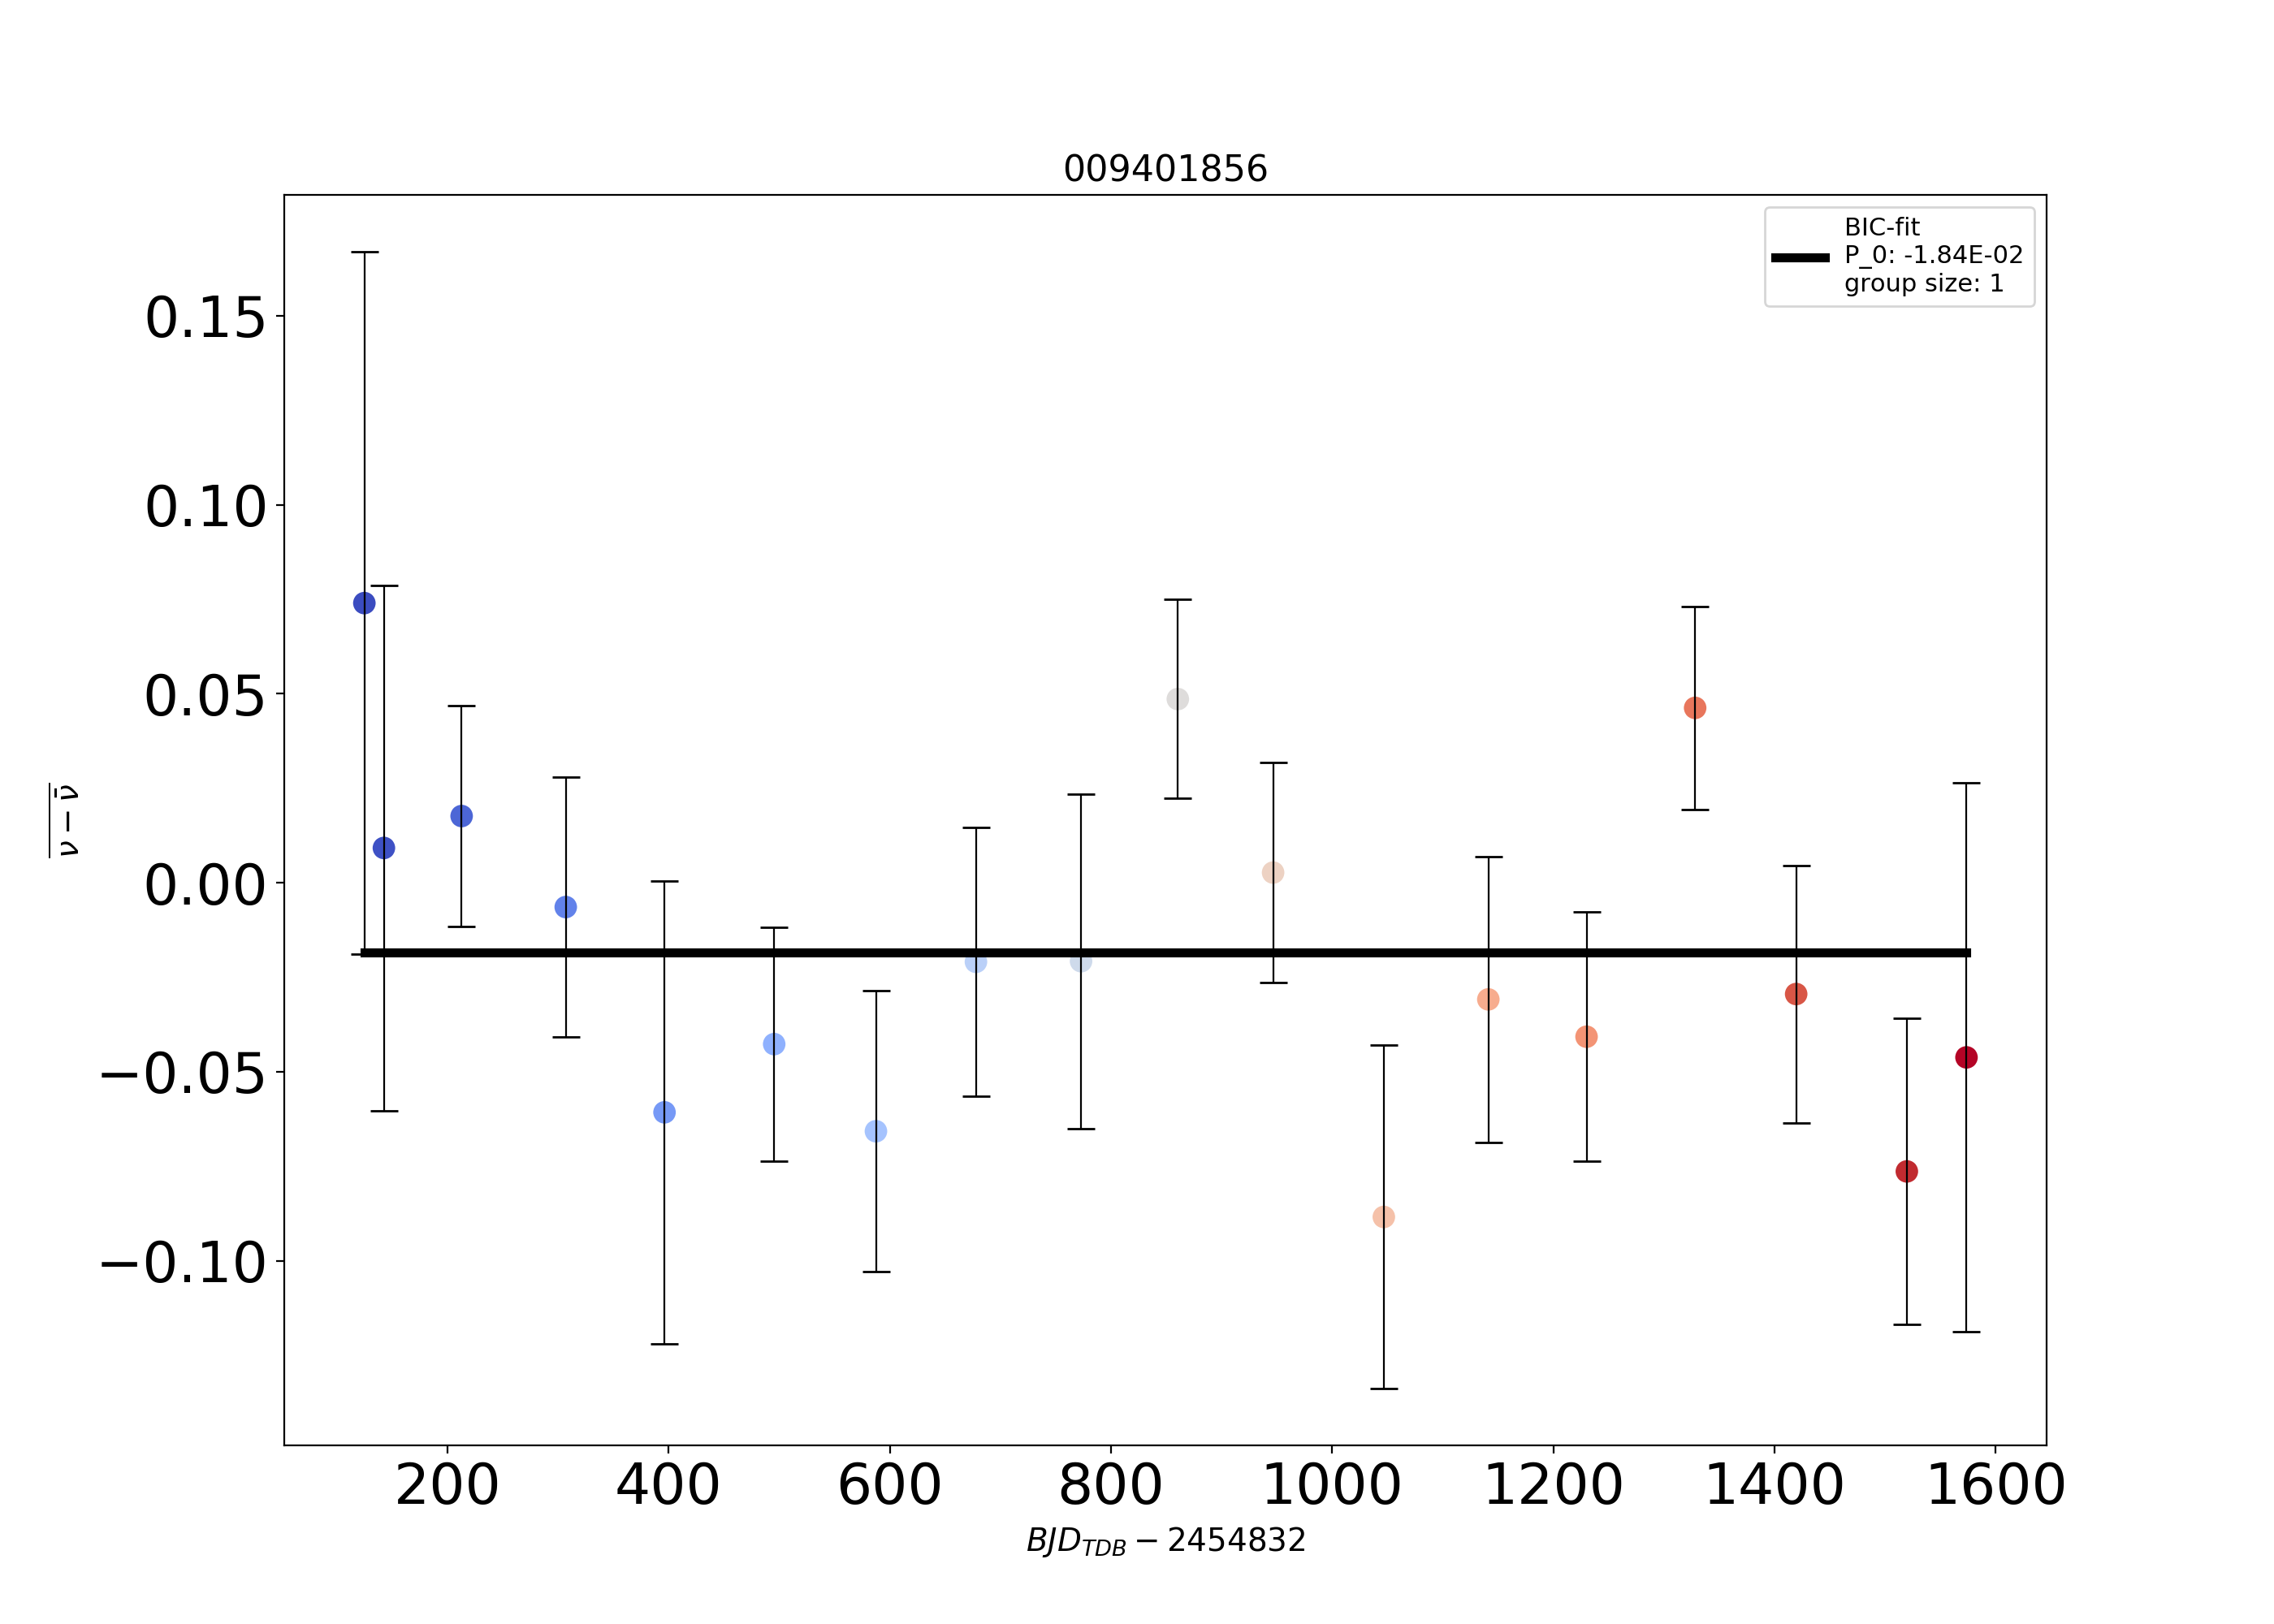 009401856
BIC-fit
P_0: -1.84E-02
group size: 1
0.15
0.10
0.05
0.00
−0.05
−0.10
ν − ν̄
200 400 600 800 1000 1200 1400 1600
BJD_TDB − 2454832